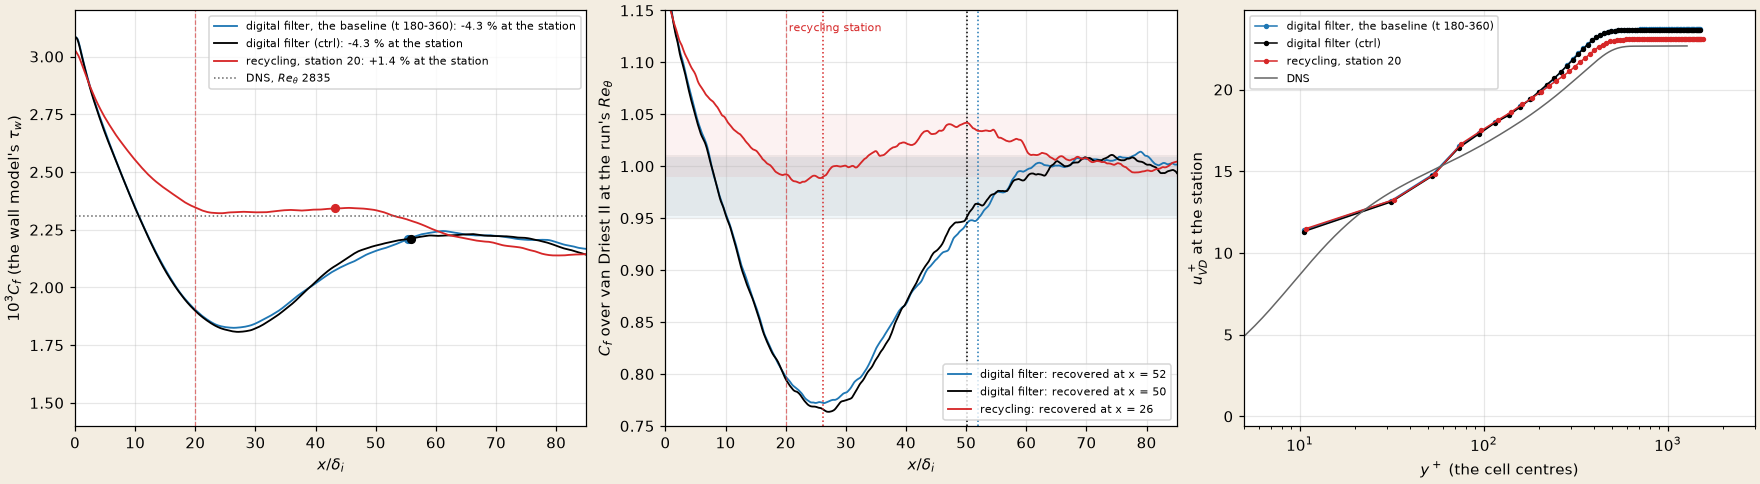 digital filter, the baseline (t 180-360): -4.3 % at the station
digital filter (ctrl): -4.3 % at the station
recycling, station 20: +1.4 % at the station
DNS, Reθ 2835
3.00
2.75
2.50
2.25
2.00
1.75
1.50
10³Cf (the wall model's τw)
0 10 20 30 40 50 60 70 80
x/δi
recycling station
1.15
1.10
1.05
1.00
0.95
0.90
0.85
0.80
0.75
Cf over van Driest II at the run's Reθ
digital filter: recovered at x = 52
digital filter: recovered at x = 50
recycling: recovered at x = 26
0 10 20 30 40 50 60 70 80
x/δi
digital filter, the baseline (t 180-360)
digital filter (ctrl)
recycling, station 20
DNS
20
15
10
5
0
u⁺VD at the station
10¹ 10² 10³
y⁺ (the cell centres)